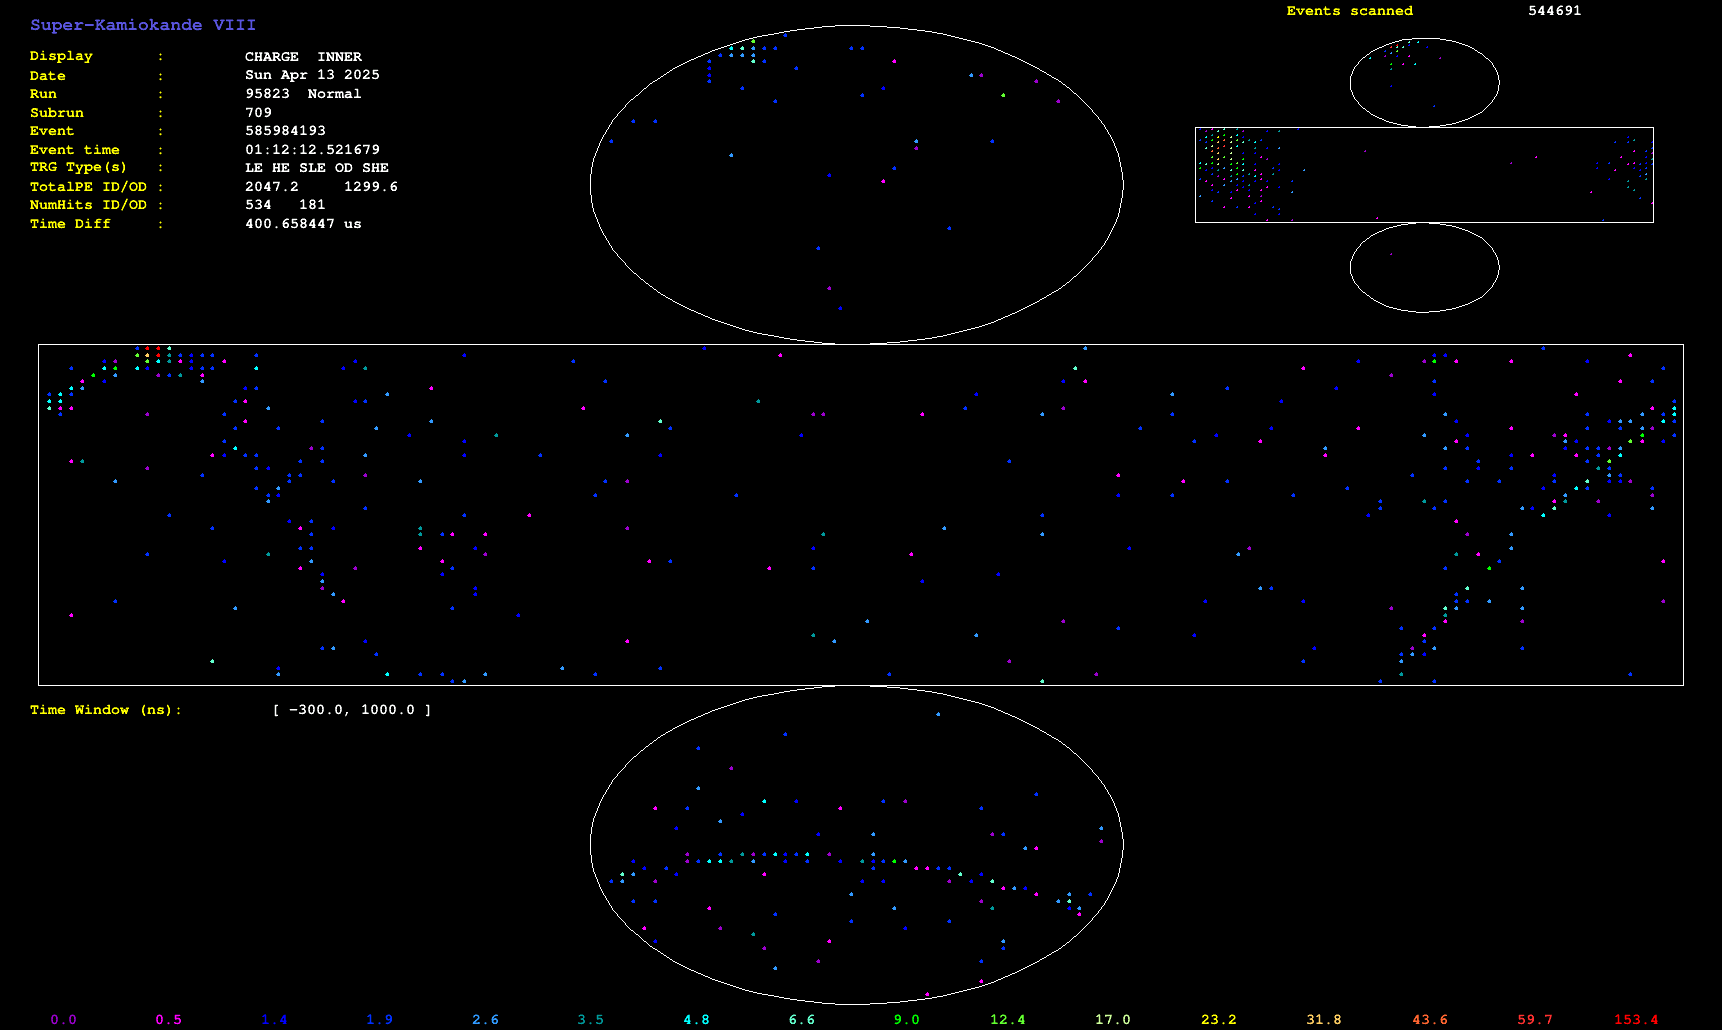 Super-Kamiokande VIII
Display : CHARGE INNER
Date : Sun Apr 13 2025
Run : 95823 Normal
Subrun : 709
Event : 585984193
Event time : 01:12:12.521679
TRG Type(s) : LE HE SLE OD SHE
TotalPE ID/OD : 2047.2 1299.6
NumHits ID/OD : 534 181
Time Diff : 400.658447 us
Events scanned 544691
Time Window (ns): [ -300.0, 1000.0 ]
0.0 0.5 1.4 1.9 2.6 3.5 4.8 6.6 9.0 12.4 17.0 23.2 31.8 43.6 59.7 153.4